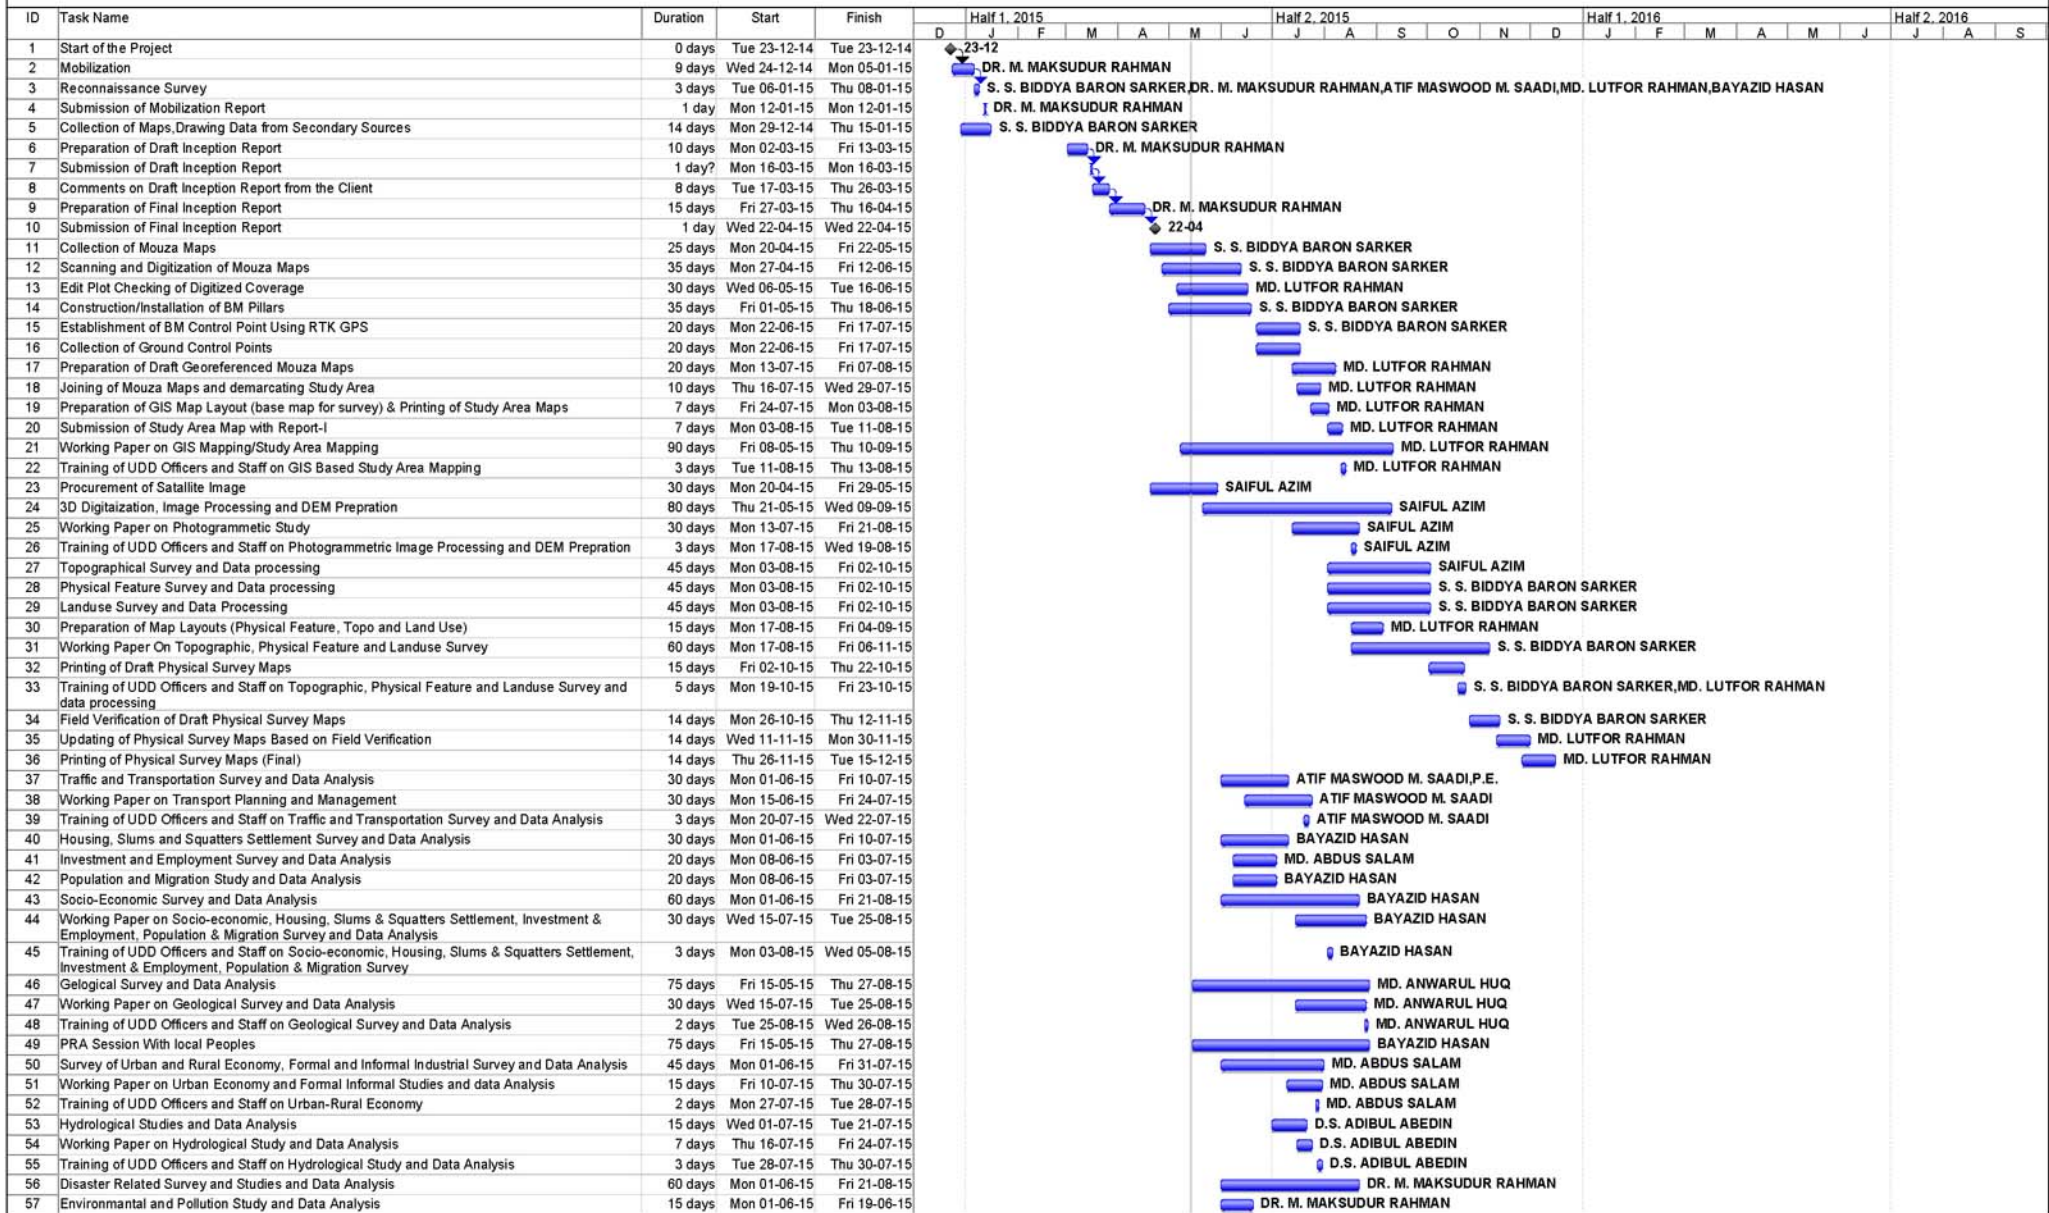 ID Task Name Duration Start Finish Half 1, 2015 Half 2, 2015 Half 1, 2016 Half 2, 2016
D J F M A M J J A S O N D J F M A M J J A S
1 Start of the Project 0 days Tue 23-12-14 Tue 23-12-14 23-12
2 Mobilization 9 days Wed 24-12-14 Mon 05-01-15 DR. M. MAKSUDUR RAHMAN
3 Reconnaissance Survey 3 days Tue 06-01-15 Thu 08-01-15 S. S. BIDDYA BARON SARKER,DR. M. MAKSUDUR RAHMAN,ATIF MASWOOD M. SAADI,MD. LUTFOR RAHMAN,BAYAZID HASAN
4 Submission of Mobilization Report 1 day Mon 12-01-15 Mon 12-01-15 DR. M. MAKSUDUR RAHMAN
5 Collection of Maps,Drawing Data from Secondary Sources 14 days Mon 29-12-14 Thu 15-01-15 S. S. BIDDYA BARON SARKER
6 Preparation of Draft Inception Report 10 days Mon 02-03-15 Fri 13-03-15 DR. M. MAKSUDUR RAHMAN
7 Submission of Draft Inception Report 1 day? Mon 16-03-15 Mon 16-03-15
8 Comments on Draft Inception Report from the Client 8 days Tue 17-03-15 Thu 26-03-15
9 Preparation of Final Inception Report 15 days Fri 27-03-15 Thu 16-04-15 DR. M. MAKSUDUR RAHMAN
10 Submission of Final Inception Report 1 day Wed 22-04-15 Wed 22-04-15 22-04
11 Collection of Mouza Maps 25 days Mon 20-04-15 Fri 22-05-15 S. S. BIDDYA BARON SARKER
12 Scanning and Digitization of Mouza Maps 35 days Mon 27-04-15 Fri 12-06-15 S. S. BIDDYA BARON SARKER
13 Edit Plot Checking of Digitized Coverage 30 days Wed 06-05-15 Tue 16-06-15 MD. LUTFOR RAHMAN
14 Construction/Installation of BM Pillars 35 days Fri 01-05-15 Thu 18-06-15 S. S. BIDDYA BARON SARKER
15 Establishment of BM Control Point Using RTK GPS 20 days Mon 22-06-15 Fri 17-07-15 S. S. BIDDYA BARON SARKER
16 Collection of Ground Control Points 20 days Mon 22-06-15 Fri 17-07-15
17 Preparation of Draft Georeferenced Mouza Maps 20 days Mon 13-07-15 Fri 07-08-15 MD. LUTFOR RAHMAN
18 Joining of Mouza Maps and demarcating Study Area 10 days Thu 16-07-15 Wed 29-07-15 MD. LUTFOR RAHMAN
19 Preparation of GIS Map Layout (base map for survey) & Printing of Study Area Maps 7 days Fri 24-07-15 Mon 03-08-15 MD. LUTFOR RAHMAN
20 Submission of Study Area Map with Report-I 7 days Mon 03-08-15 Tue 11-08-15 MD. LUTFOR RAHMAN
21 Working Paper on GIS Mapping/Study Area Mapping 90 days Fri 08-05-15 Thu 10-09-15 MD. LUTFOR RAHMAN
22 Training of UDD Officers and Staff on GIS Based Study Area Mapping 3 days Tue 11-08-15 Thu 13-08-15 MD. LUTFOR RAHMAN
23 Procurement of Satallite Image 30 days Mon 20-04-15 Fri 29-05-15 SAIFUL AZIM
24 3D Digitaization, Image Processing and DEM Prepration 80 days Thu 21-05-15 Wed 09-09-15 SAIFUL AZIM
25 Working Paper on Photogrammetic Study 30 days Mon 13-07-15 Fri 21-08-15 SAIFUL AZIM
26 Training of UDD Officers and Staff on Photogrammetric Image Processing and DEM Prepration 3 days Mon 17-08-15 Wed 19-08-15 SAIFUL AZIM
27 Topographical Survey and Data processing 45 days Mon 03-08-15 Fri 02-10-15 SAIFUL AZIM
28 Physical Feature Survey and Data processing 45 days Mon 03-08-15 Fri 02-10-15 S. S. BIDDYA BARON SARKER
29 Landuse Survey and Data Processing 45 days Mon 03-08-15 Fri 02-10-15 S. S. BIDDYA BARON SARKER
30 Preparation of Map Layouts (Physical Feature, Topo and Land Use) 15 days Mon 17-08-15 Fri 04-09-15 MD. LUTFOR RAHMAN
31 Working Paper On Topographic, Physical Feature and Landuse Survey 60 days Mon 17-08-15 Fri 06-11-15 S. S. BIDDYA BARON SARKER
32 Printing of Draft Physical Survey Maps 15 days Fri 02-10-15 Thu 22-10-15
33 Training of UDD Officers and Staff on Topographic, Physical Feature and Landuse Survey and 5 days Mon 19-10-15 Fri 23-10-15 S. S. BIDDYA BARON SARKER,MD. LUTFOR RAHMAN
data processing
34 Field Verification of Draft Physical Survey Maps 14 days Mon 26-10-15 Thu 12-11-15 S. S. BIDDYA BARON SARKER
35 Updating of Physical Survey Maps Based on Field Verification 14 days Wed 11-11-15 Mon 30-11-15 MD. LUTFOR RAHMAN
36 Printing of Physical Survey Maps (Final) 14 days Thu 26-11-15 Tue 15-12-15 MD. LUTFOR RAHMAN
37 Traffic and Transportation Survey and Data Analysis 30 days Mon 01-06-15 Fri 10-07-15 ATIF MASWOOD M. SAADI,P.E.
38 Working Paper on Transport Planning and Management 30 days Mon 15-06-15 Fri 24-07-15 ATIF MASWOOD M. SAADI
39 Training of UDD Officers and Staff on Traffic and Transportation Survey and Data Analysis 3 days Mon 20-07-15 Wed 22-07-15 ATIF MASWOOD M. SAADI
40 Housing, Slums and Squatters Settlement Survey and Data Analysis 30 days Mon 01-06-15 Fri 10-07-15 BAYAZID HASAN
41 Investment and Employment Survey and Data Analysis 20 days Mon 08-06-15 Fri 03-07-15 MD. ABDUS SALAM
42 Population and Migration Study and Data Analysis 20 days Mon 08-06-15 Fri 03-07-15 BAYAZID HASAN
43 Socio-Economic Survey and Data Analysis 60 days Mon 01-06-15 Fri 21-08-15 BAYAZID HASAN
44 Working Paper on Socio-economic, Housing, Slums & Squatters Settlement, Investment & 30 days Wed 15-07-15 Tue 25-08-15 BAYAZID HASAN
Employment, Population & Migration Survey and Data Analysis
45 Training of UDD Officers and Staff on Socio-economic, Housing, Slums & Squatters Settlement, 3 days Mon 03-08-15 Wed 05-08-15 BAYAZID HASAN
Investment & Employment, Population & Migration Survey
46 Gelogical Survey and Data Analysis 75 days Fri 15-05-15 Thu 27-08-15 MD. ANWARUL HUQ
47 Working Paper on Geological Survey and Data Analysis 30 days Wed 15-07-15 Tue 25-08-15 MD. ANWARUL HUQ
48 Training of UDD Officers and Staff on Geological Survey and Data Analysis 2 days Tue 25-08-15 Wed 26-08-15 MD. ANWARUL HUQ
49 PRA Session With local Peoples 75 days Fri 15-05-15 Thu 27-08-15 BAYAZID HASAN
50 Survey of Urban and Rural Economy, Formal and Informal Industrial Survey and Data Analysis 45 days Mon 01-06-15 Fri 31-07-15 MD. ABDUS SALAM
51 Working Paper on Urban Economy and Formal Informal Studies and data Analysis 15 days Fri 10-07-15 Thu 30-07-15 MD. ABDUS SALAM
52 Training of UDD Officers and Staff on Urban-Rural Economy 2 days Mon 27-07-15 Tue 28-07-15 MD. ABDUS SALAM
53 Hydrological Studies and Data Analysis 15 days Wed 01-07-15 Tue 21-07-15 D.S. ADIBUL ABEDIN
54 Working Paper on Hydrological Study and Data Analysis 7 days Thu 16-07-15 Fri 24-07-15 D.S. ADIBUL ABEDIN
55 Training of UDD Officers and Staff on Hydrological Study and Data Analysis 3 days Tue 28-07-15 Thu 30-07-15 D.S. ADIBUL ABEDIN
56 Disaster Related Survey and Studies and Data Analysis 60 days Mon 01-06-15 Fri 21-08-15 DR. M. MAKSUDUR RAHMAN
57 Environmantal and Pollution Study and Data Analysis 15 days Mon 01-06-15 Fri 19-06-15 DR. M. MAKSUDUR RAHMAN